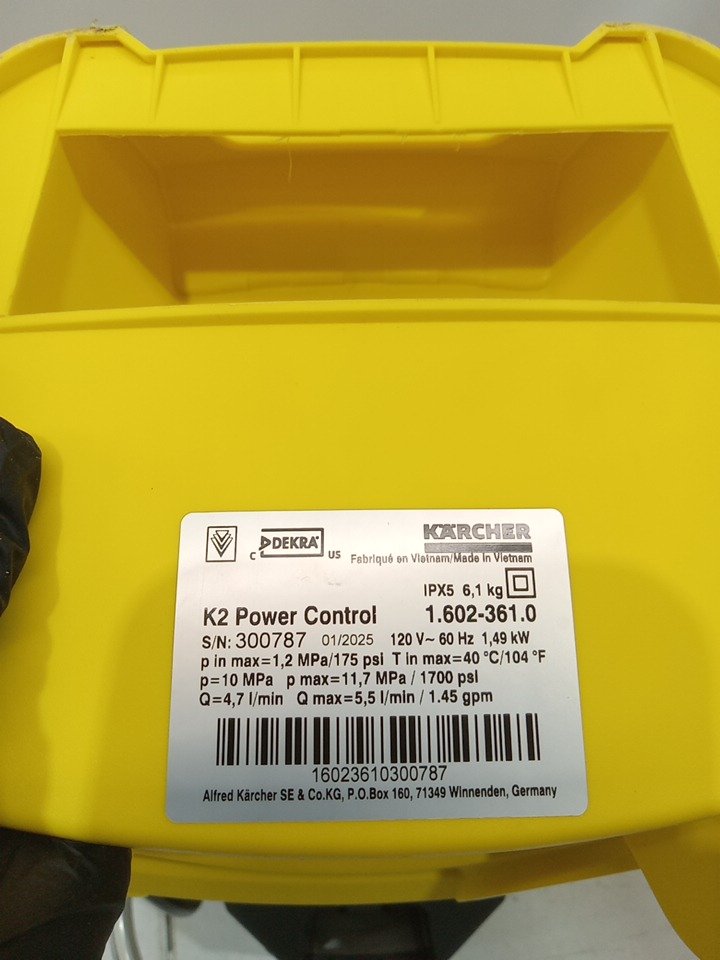 C DEKRA US
KÄRCHER
Fabriqué en Vietnam/Made in Vietnam
IPX5 6,1 kg
K2 Power Control 1.602-361.0
S/N: 300787 01/2025 120 V~ 60 Hz 1,49 kW
p in max=1,2 MPa/175 psi T in max=40 °C/104 °F
p=10 MPa p max=11,7 MPa / 1700 psi
Q=4,7 l/min Q max=5,5 l/min / 1.45 gpm
16023610300787
Alfred Kärcher SE & Co.KG, P.O.Box 160, 71349 Winnenden, Germany